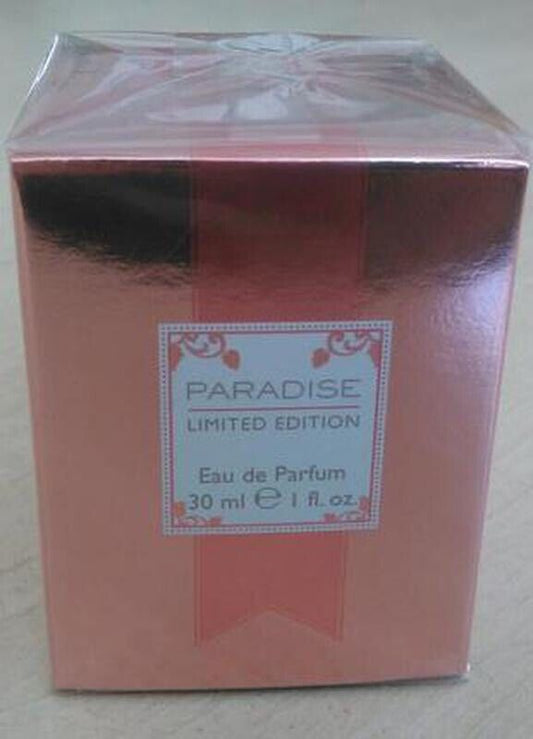 PARADISE
LIMITED EDITION
Eau de Parfum
30 ml ℮ 1 fl. oz.